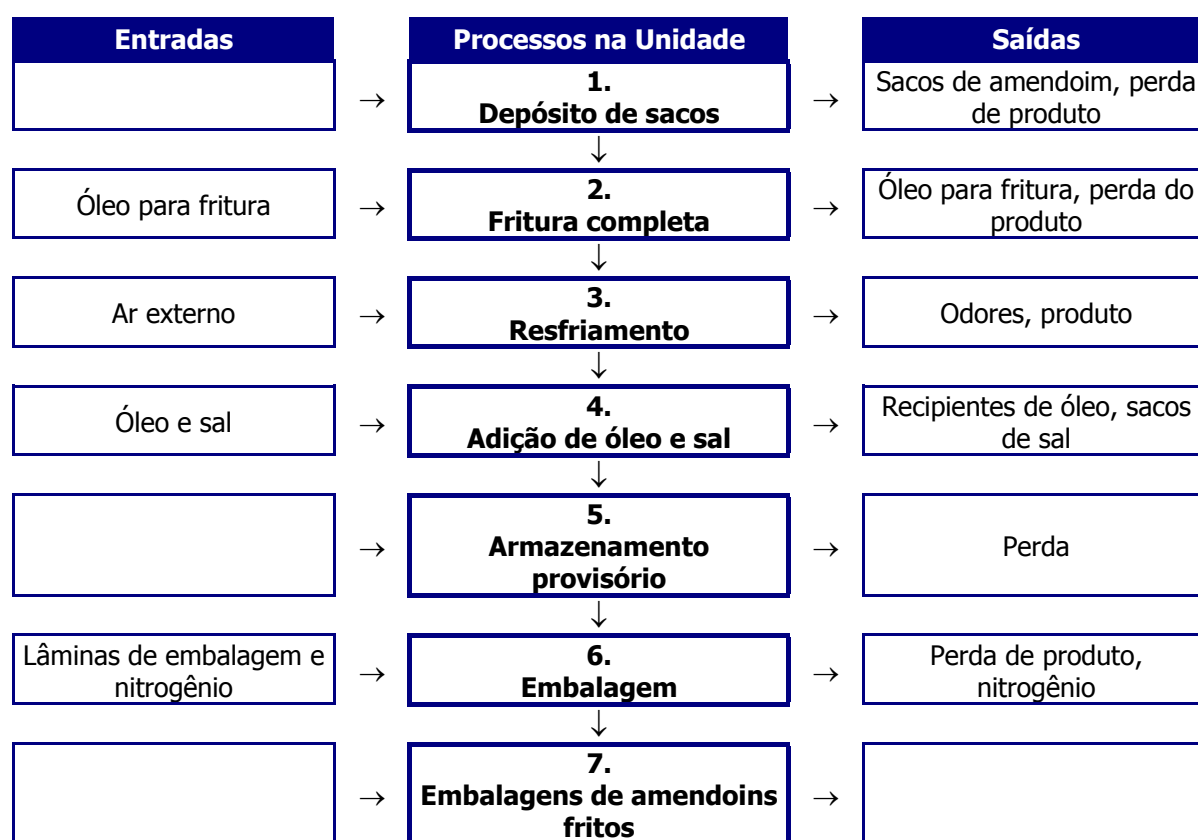 Entradas
Processos na Unidade
Saídas
→
1.
Depósito de sacos
→
Sacos de amendoim, perda
de produto
↓
Óleo para fritura
→
2.
Fritura completa
→
Óleo para fritura, perda do
produto
↓
Ar externo
→
3.
Resfriamento
→
Odores, produto
↓
Óleo e sal
→
4.
Adição de óleo e sal
→
Recipientes de óleo, sacos
de sal
↓
→
5.
Armazenamento
provisório
→
Perda
↓
Lâminas de embalagem e
nitrogênio
→
6.
Embalagem
→
Perda de produto,
nitrogênio
↓
→
7.
Embalagens de amendoins
fritos
→